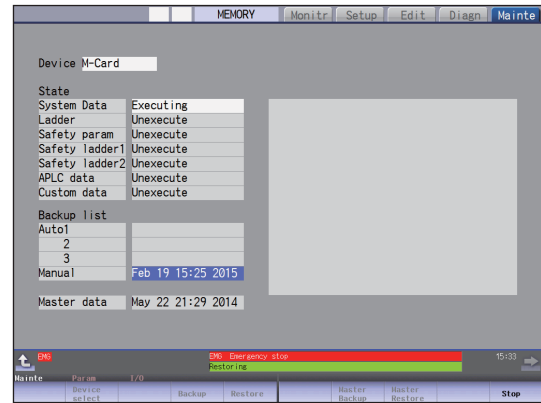 MEMORY Monitr Setup Edit Diagn Mainte
Device M-Card
State
System Data Executing
Ladder Unexecute
Safety param Unexecute
Safety ladder1 Unexecute
Safety ladder2 Unexecute
APLC data Unexecute
Custom data Unexecute
Backup list
Auto1
2
3
Manual Feb 19 15:25 2015
Master data May 22 21:29 2014
EMG EMG Emergency stop 15:33
Restoring
Mainte Param I/O
Device select Backup Restore Master Backup Master Restore Stop